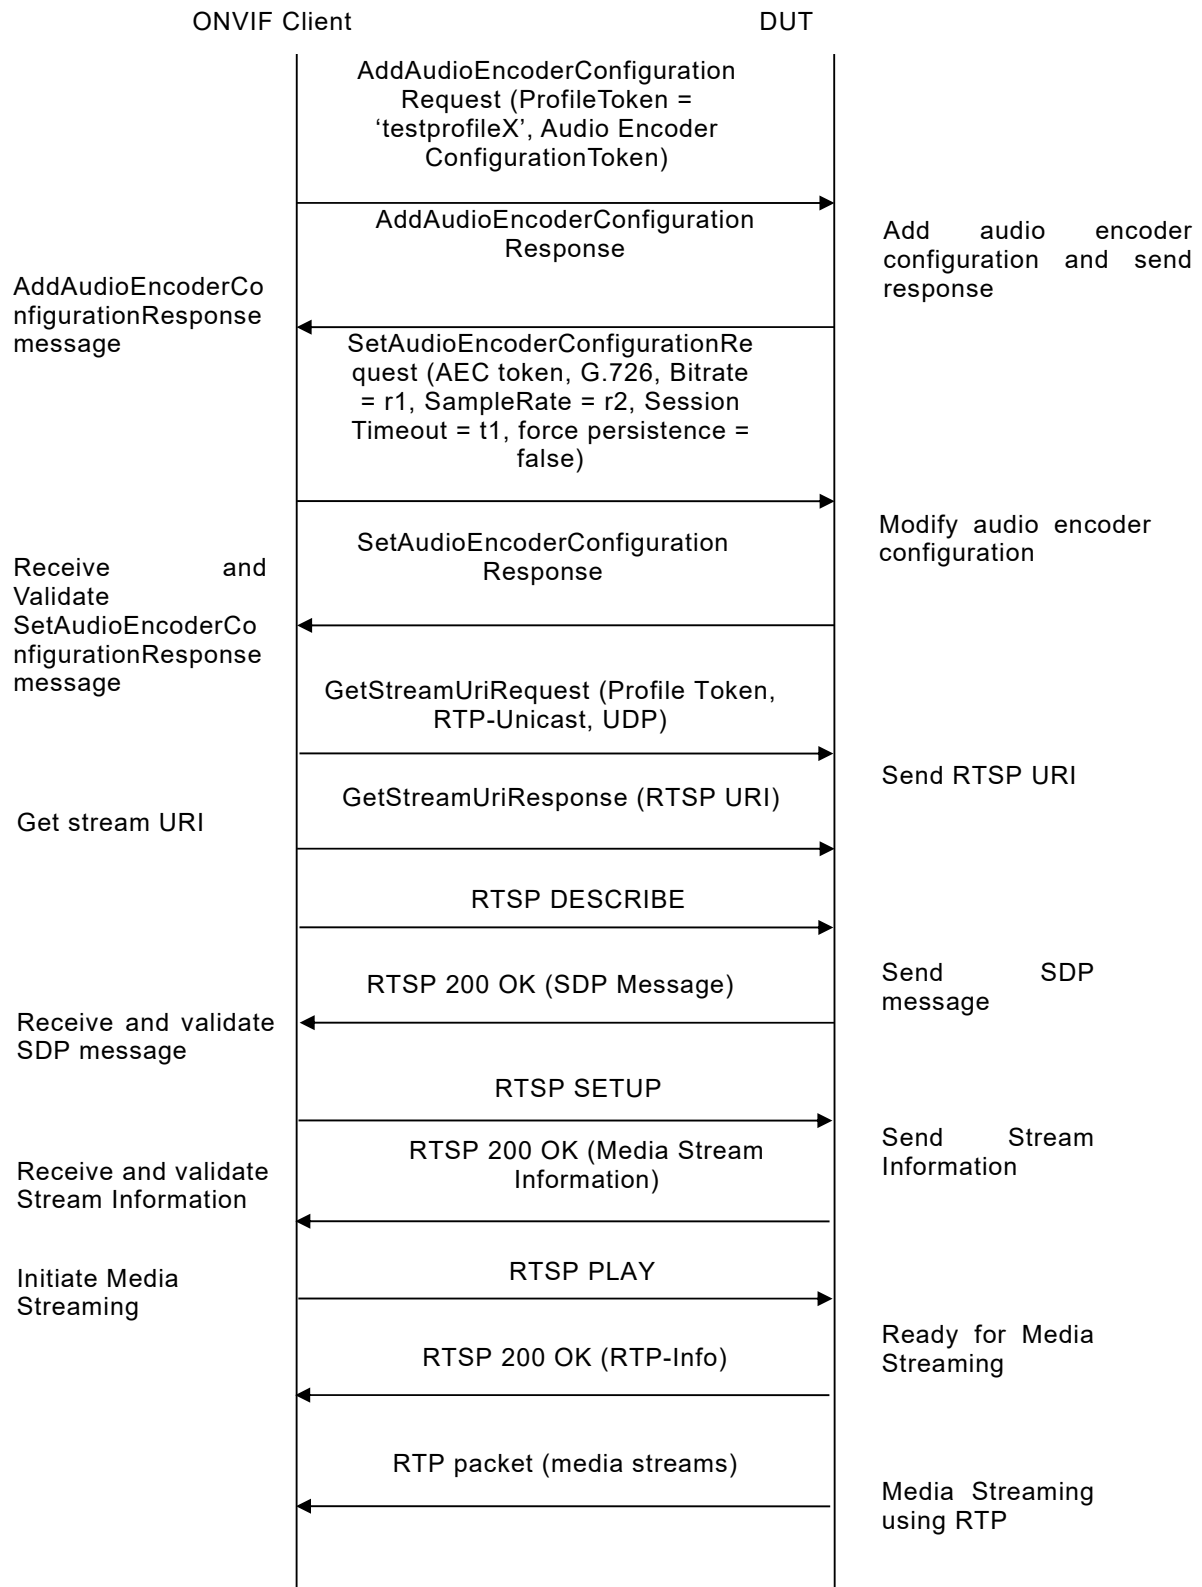 ONVIF Client
DUT
AddAudioEncoderConfiguration
Request (ProfileToken =
‘testprofileX’, Audio Encoder
ConfigurationToken)
AddAudioEncoderConfiguration
Response
Add audio encoder
configuration and send
response
AddAudioEncoderCo
nfigurationResponse
message
SetAudioEncoderConfigurationRe
quest (AEC token, G.726, Bitrate
= r1, SampleRate = r2, Session
Timeout = t1, force persistence =
false)
Modify audio encoder
configuration
SetAudioEncoderConfiguration
Response
Receive and
Validate
SetAudioEncoderCo
nfigurationResponse
message
GetStreamUriRequest (Profile Token,
RTP-Unicast, UDP)
Send RTSP URI
GetStreamUriResponse (RTSP URI)
Get stream URI
RTSP DESCRIBE
Send SDP
message
RTSP 200 OK (SDP Message)
Receive and validate
SDP message
RTSP SETUP
Send Stream
Information
RTSP 200 OK (Media Stream
Information)
Receive and validate
Stream Information
Initiate Media
Streaming
RTSP PLAY
Ready for Media
Streaming
RTSP 200 OK (RTP-Info)
RTP packet (media streams)
Media Streaming
using RTP